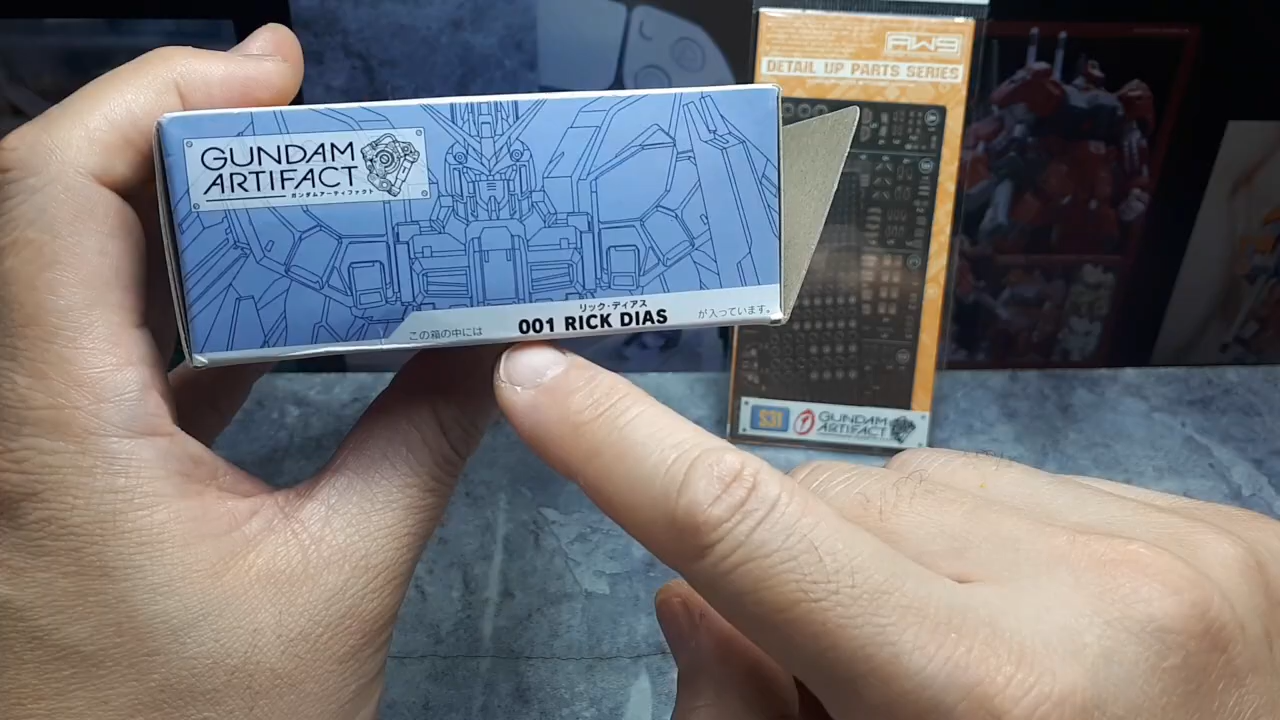 GUNDAM
ARTIFACT
ガンダムアーティファクト
リック・ディアス
この箱の中には 001 RICK DIAS が入っています。
AW9
DETAIL UP PARTS SERIES
S31
GUNDAM
ARTIFACT